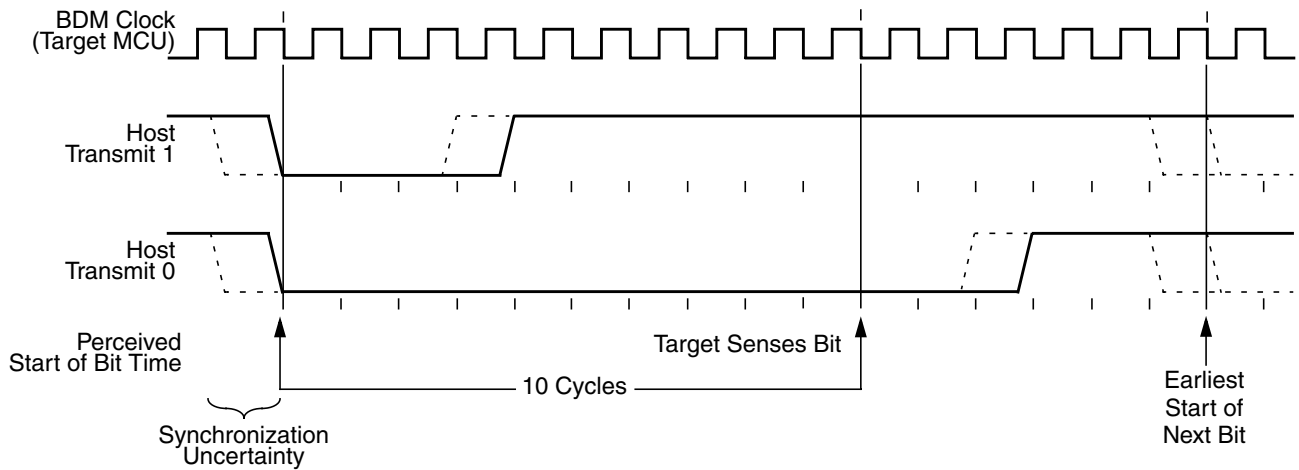 BDM Clock
(Target MCU)
Host
Transmit 1
Host
Transmit 0
Perceived
Start of Bit Time
Target Senses Bit
10 Cycles
Earliest
Start of
Next Bit
Synchronization
Uncertainty